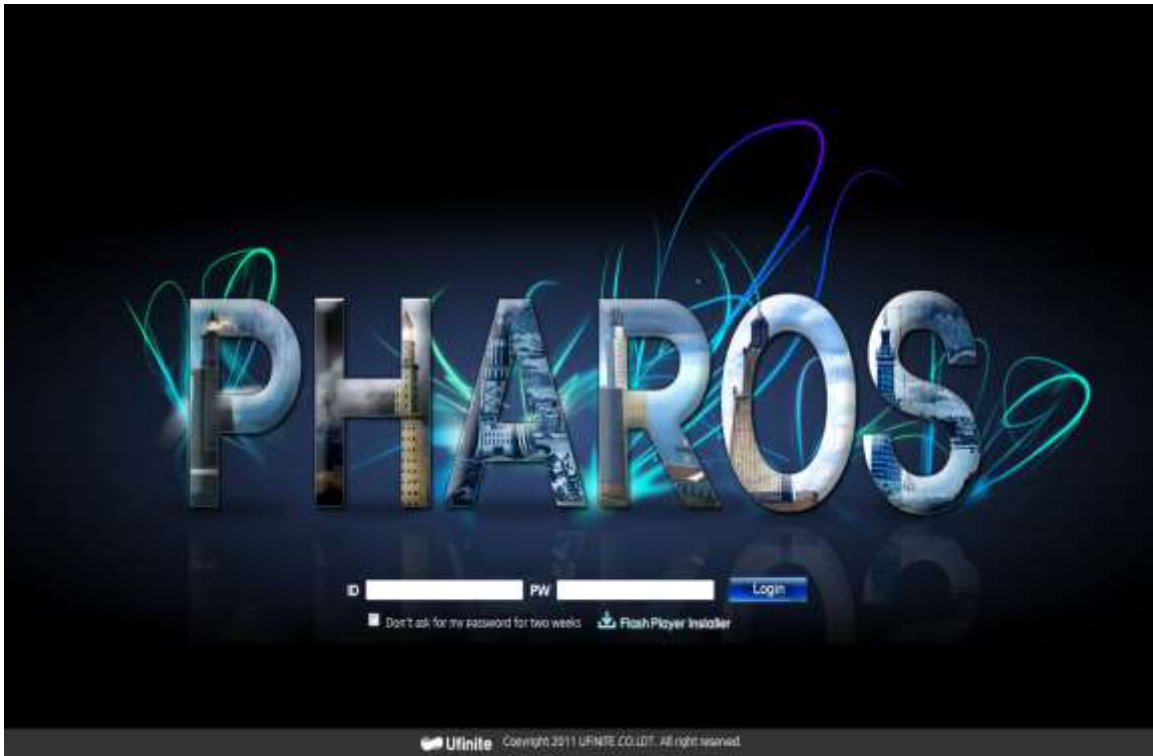 PHAROS
ID PW Login
Don't ask for my password for two weeks Flash Player Installer
Ufinite Copyright 2011 UFINITE.CO.LDT. All right reserved.